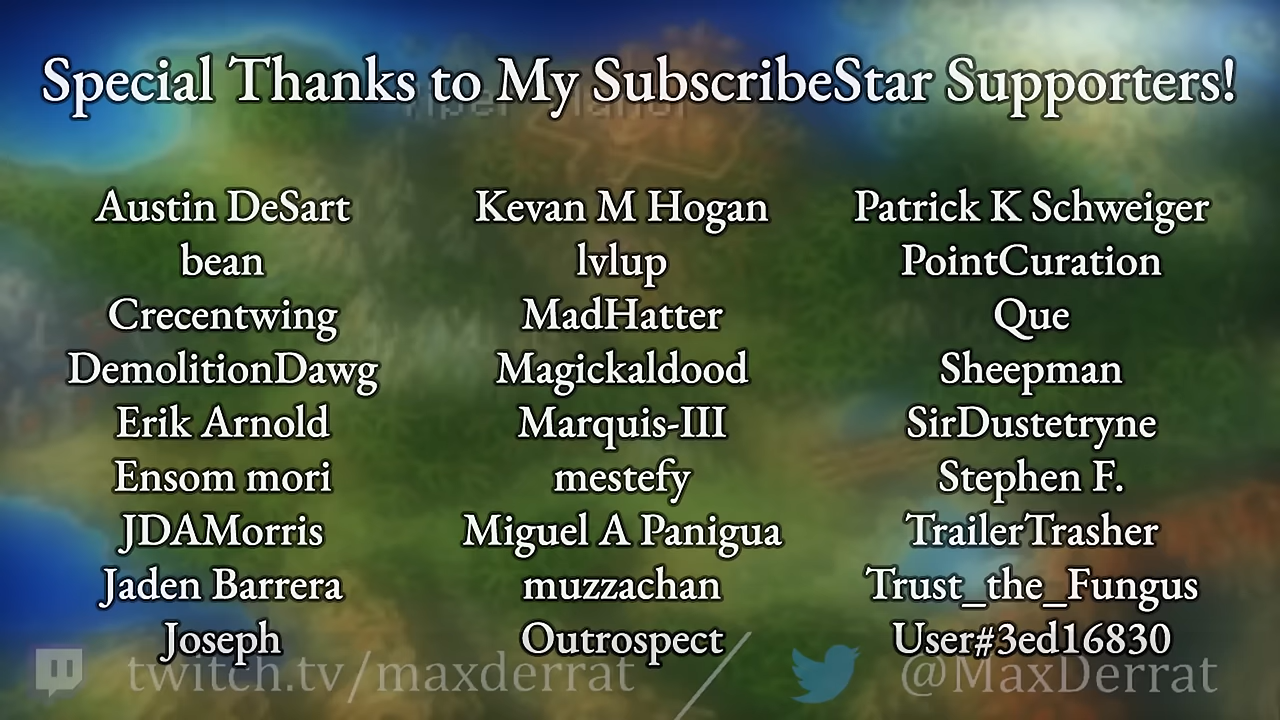 Special Thanks to My SubscribeStar Supporters!
Austin DeSart
bean
Crecentwing
DemolitionDawg
Erik Arnold
Ensom mori
JDAMorris
Jaden Barrera
Joseph
Kevan M Hogan
lvlup
MadHatter
Magickaldood
Marquis-III
mestefy
Miguel A Panigua
muzzachan
Outrospect
Patrick K Schweiger
PointCuration
Que
Sheepman
SirDustetryne
Stephen F.
TrailerTrasher
Trust_the_Fungus
User#3ed16830
twitch.tv/maxderrat / @MaxDerrat